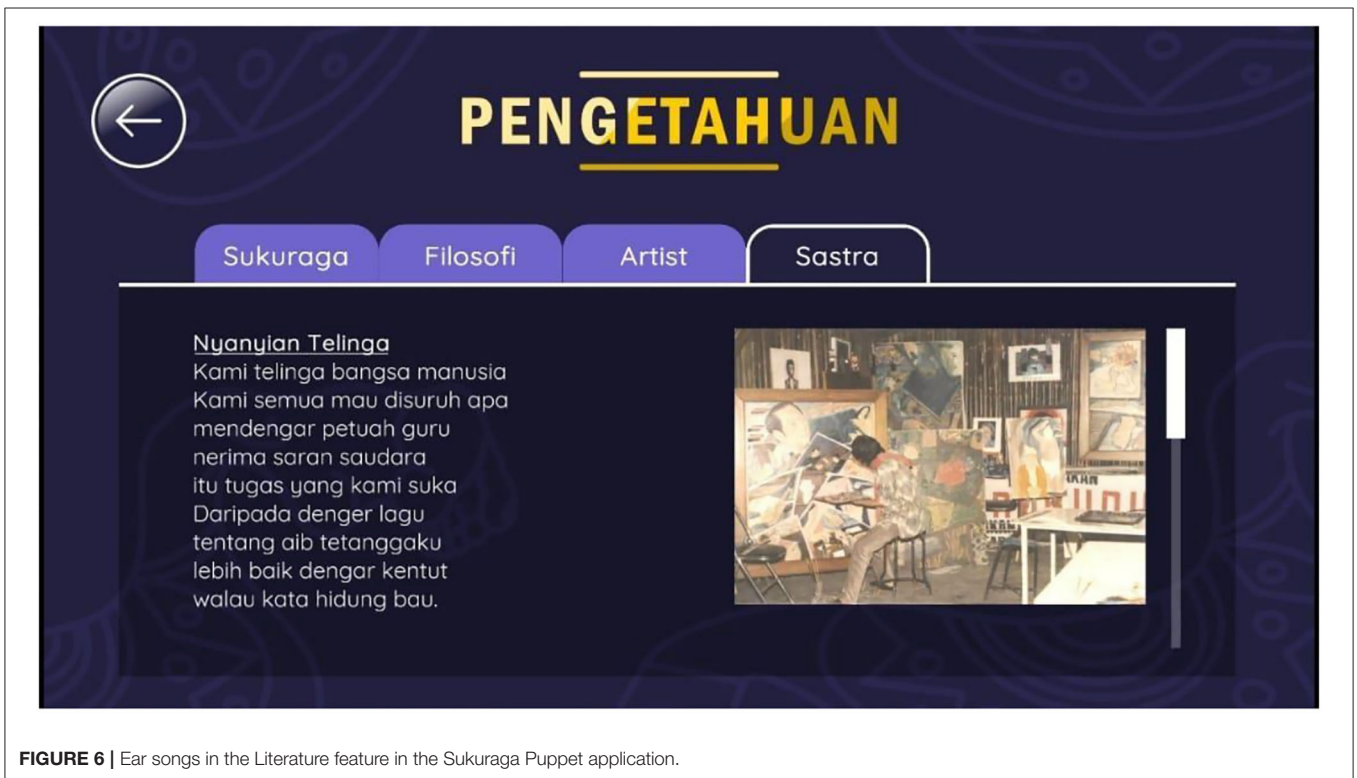 PENGETAHUAN
Sukuraga Filosofi Artist Sastra
Nyanyian Telinga
Kami telinga bangsa manusia
Kami semua mau disuruh apa
mendengar petuah guru
nerima saran saudara
itu tugas yang kami suka
Daripada denger lagu
tentang aib tetanggaku
lebih baik dengar kentut
walau kata hidung bau.
FIGURE 6 | Ear songs in the Literature feature in the Sukuraga Puppet application.